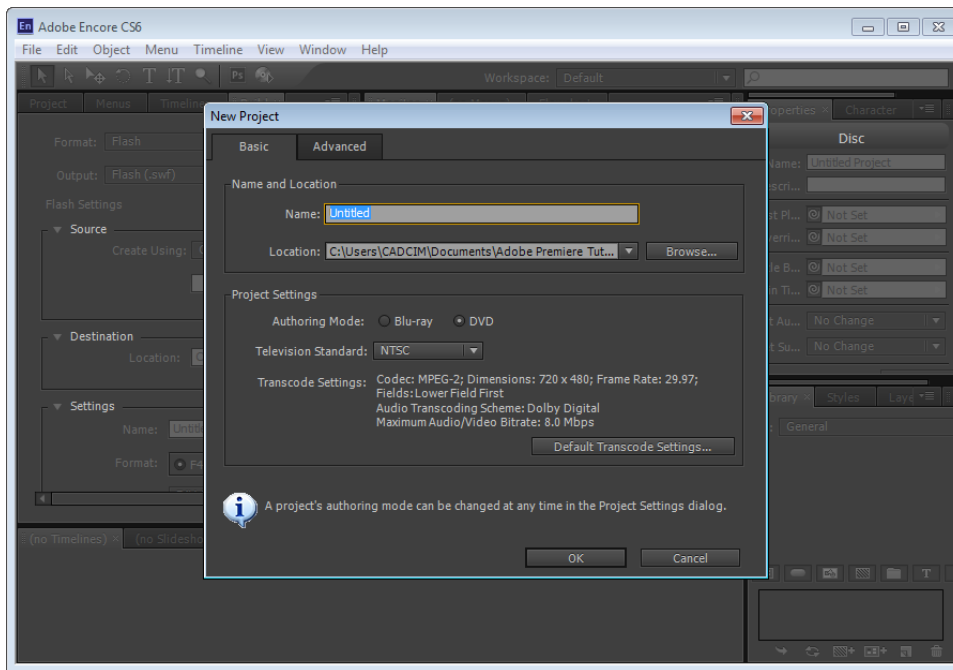 En Adobe Encore CS6
File Edit Object Menu Timeline View Window Help
Ps Workspace: Default
Project Menus Timeline
Properties × Character
Format: Flash
Output: Flash (.swf)
Flash Settings
Source
Create Using:
Destination
Location:
Settings
Name:
Format: F4
(no Timelines) ×
New Project
Basic Advanced
Name and Location
Name: Untitled
Location: C:\Users\CADCIM\Documents\Adobe Premiere Tut... Browse...
Project Settings
Authoring Mode: Blu-ray DVD
Television Standard: NTSC
Transcode Settings: Codec: MPEG-2; Dimensions: 720 x 480; Frame Rate: 29.97;
Fields:Lower Field First
Audio Transcoding Scheme: Dolby Digital
Maximum Audio/Video Bitrate: 8.0 Mbps
Default Transcode Settings...
A project's authoring mode can be changed at any time in the Project Settings dialog.
OK Cancel
Disc
Name: Untitled Project
Not Set
Not Set
Not Set
Not Set
No Change
No Change
Styles
General
T